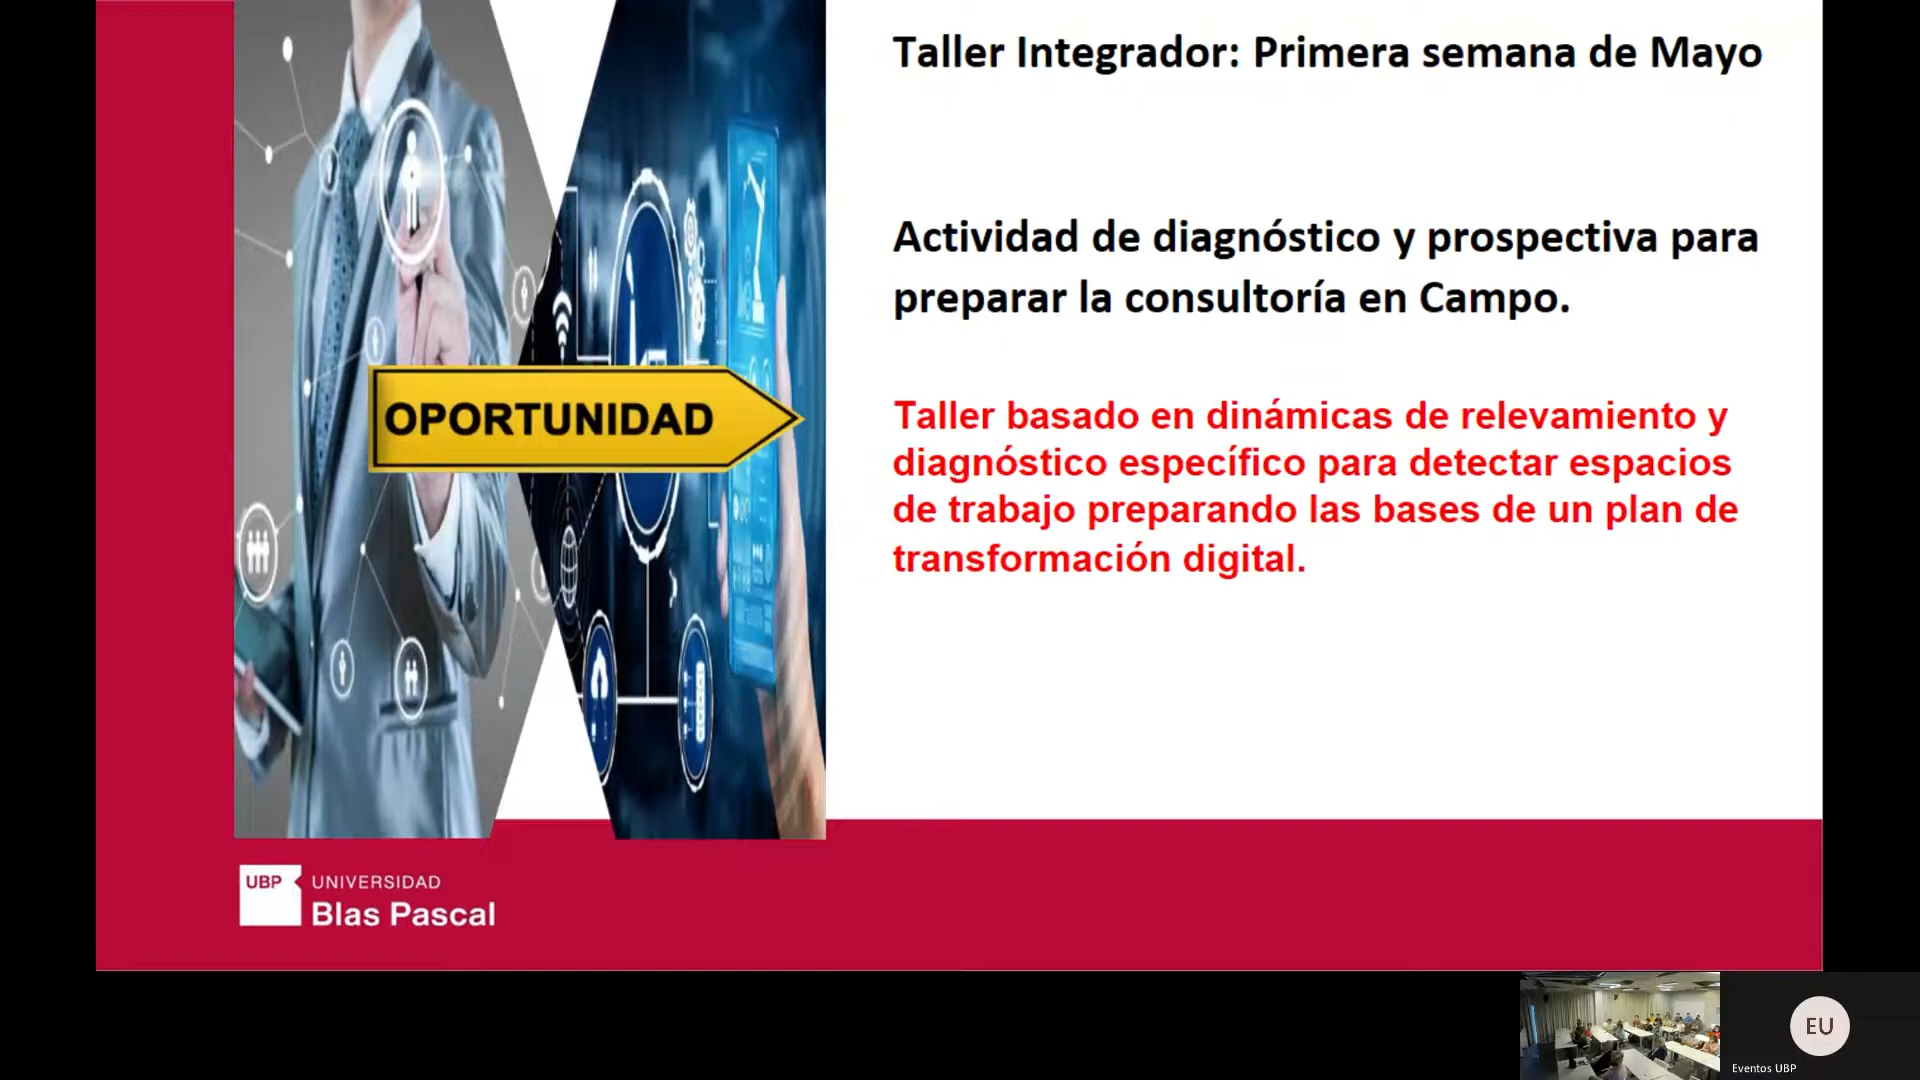 Taller Integrador: Primera semana de Mayo
Actividad de diagnóstico y prospectiva para
preparar la consultoría en Campo.
OPORTUNIDAD
Taller basado en dinámicas de relevamiento y
diagnóstico específico para detectar espacios
de trabajo preparando las bases de un plan de
transformación digital.
UBP
UNIVERSIDAD
Blas Pascal
EU
Eventos UBP